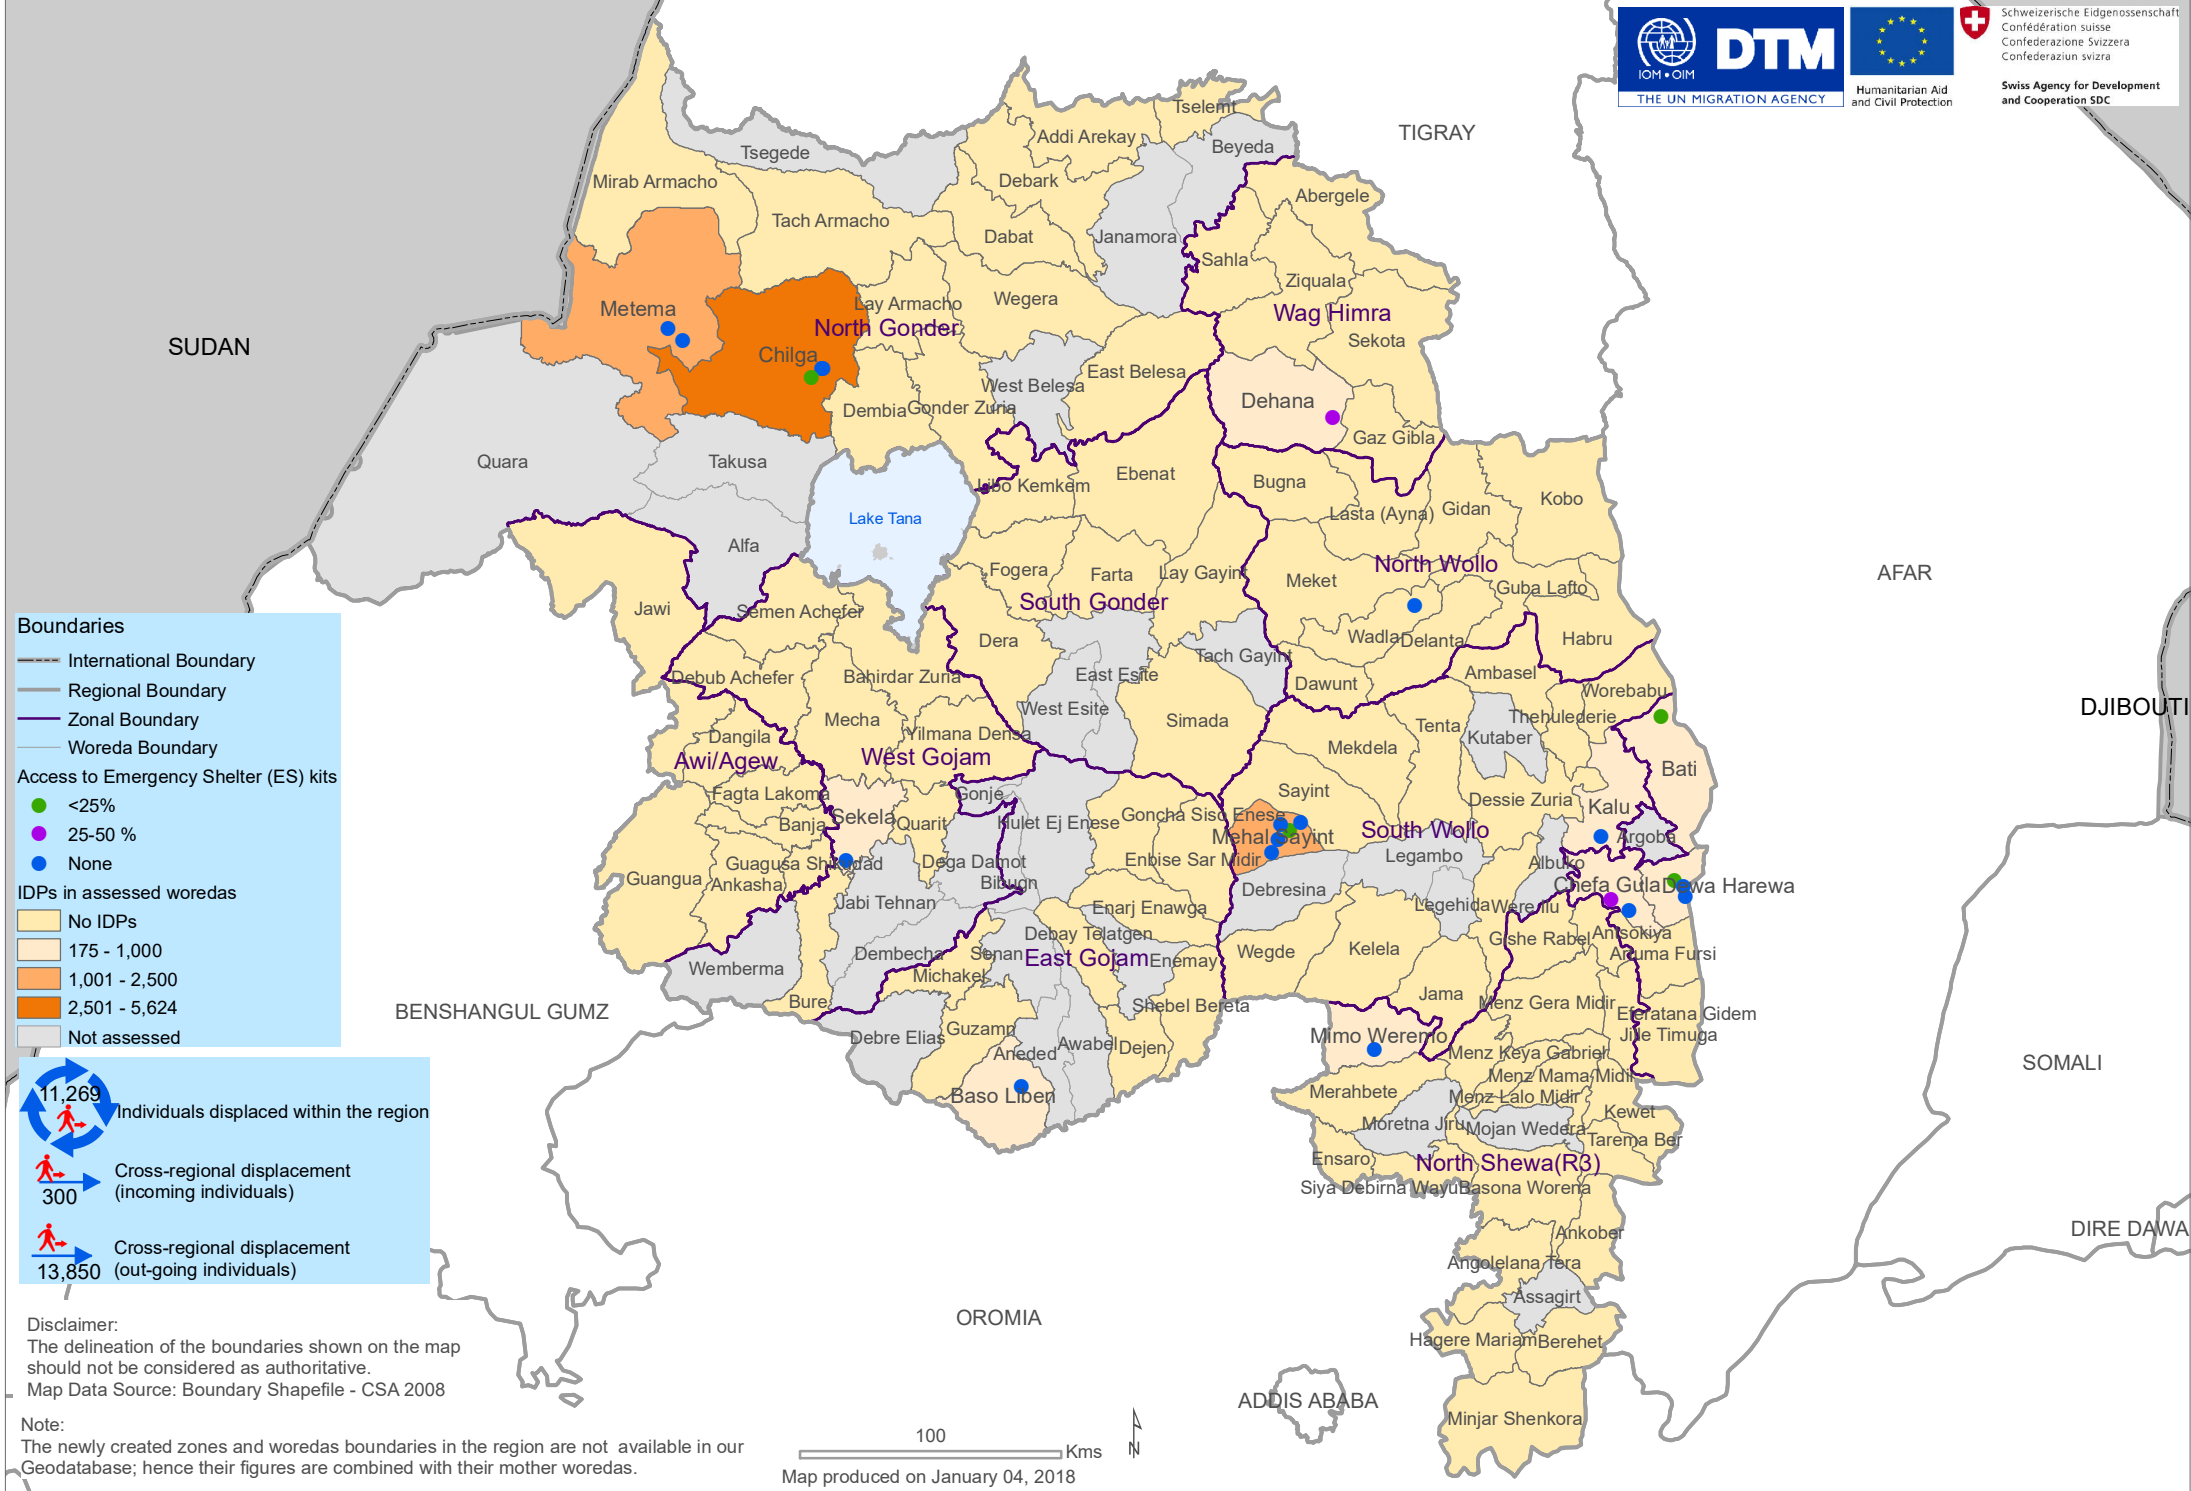 IOM • OIM
DTM
THE UN MIGRATION AGENCY
Humanitarian Aid
and Civil Protection
Schweizerische Eidgenossenschaft
Confédération suisse
Confederazione Svizzera
Confederaziun svizra
Swiss Agency for Development
and Cooperation SDC
TIGRAY
Tselemt
Addi Arekay
Beyeda
Tsegede
Debark
Mirab Armacho
Abergele
Tach Armacho
Dabat
Janamora
Sahla
Ziquala
Metema
Lay Armacho
Wegera
Wag Himra
North Gonder
SUDAN
Chilga
Sekota
East Belesa
West Belesa
Dehana
Dembia
Gonder Zuria
Gaz Gibla
Quara
Takusa
Ebenat
Libo Kemkem
Bugna
Kobo
Lasta (Ayna)
Gidan
Lake Tana
Alfa
North Wollo
Fogera
Farta
Lay Gayint
Meket
Guba Lafto
AFAR
Jawi
Semen Achefer
South Gonder
Dera
Wadla
Delanta
Habru
Tach Gayint
East Esite
Debub Achefer
Bahirdar Zuria
Dawunt
Ambasel
Worebabu
West Esite
Simada
Mecha
Yilmana Densa
Thehulederie
Tenta
Kutaber
DJIBOUTI
Dangila
Awi/Agew
West Gojam
Mekdela
Bati
Fagta Lakoma
Gonje
Sayint
Dessie Zuria
Kalu
Sekela
Quarit
Banja
Hulet Ej Enese
Goncha Siso Enese
Mehal Sayint
South Wollo
Argoba
Guagusa Shikudad
Dega Damot
Enbise Sar Midir
Legambo
Albuko
Guangua
Ankasha
Bibugn
Debresina
Chefa Gula
Dewa Harewa
Jabi Tehnan
Enarj Enawga
Legehida
Were Ilu
Debay Telatgen
Gishe Rabel
Antsokiya
Dembecha
Senan
East Gojam
Enemay
Wegde
Kelela
Artuma Fursi
Wemberma
Michakel
Bure
Jama
Shebel Bereta
Menz Gera Midir
Eferatana Gidem
BENSHANGUL GUMZ
Debre Elias
Guzamn
Aneded
Awabel
Dejen
Mimo Weremo
Jile Timuga
Menz Keya Gabriel
SOMALI
Baso Liben
Menz Mama Midir
Merahbete
Menz Lalo Midir
Kewet
Moretna Jiru
Mojan Wedera
Tarema Ber
Ensaro
North Shewa(R3)
Siya Debirna Wayu
Basona Worena
Ankober
DIRE DAWA
Angolelana Tera
Assagirt
OROMIA
Hagere Mariam
Berehet
ADDIS ABABA
Minjar Shenkora
Boundaries
International Boundary
Regional Boundary
Zonal Boundary
Woreda Boundary
Access to Emergency Shelter (ES) kits
<25%
25-50 %
None
IDPs in assessed woredas
No IDPs
175 - 1,000
1,001 - 2,500
2,501 - 5,624
Not assessed
11,269
Individuals displaced within the region
Cross-regional displacement
(incoming individuals)
300
Cross-regional displacement
(out-going individuals)
13,850
Disclaimer:
The delineation of the boundaries shown on the map
should not be considered as authoritative.
Map Data Source: Boundary Shapefile - CSA 2008
Note:
The newly created zones and woredas boundaries in the region are not available in our
Geodatabase; hence their figures are combined with their mother woredas.
100
Kms
N
Map produced on January 04, 2018